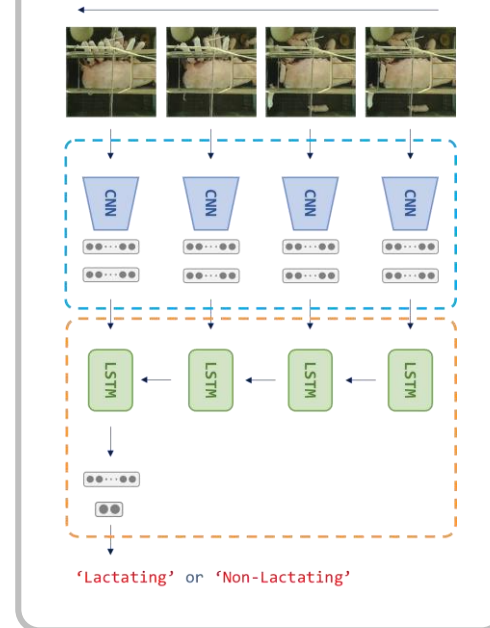 CNN CNN CNN CNN
LSTM LSTM LSTM LSTM
‘Lactating’ or ‘Non-Lactating’